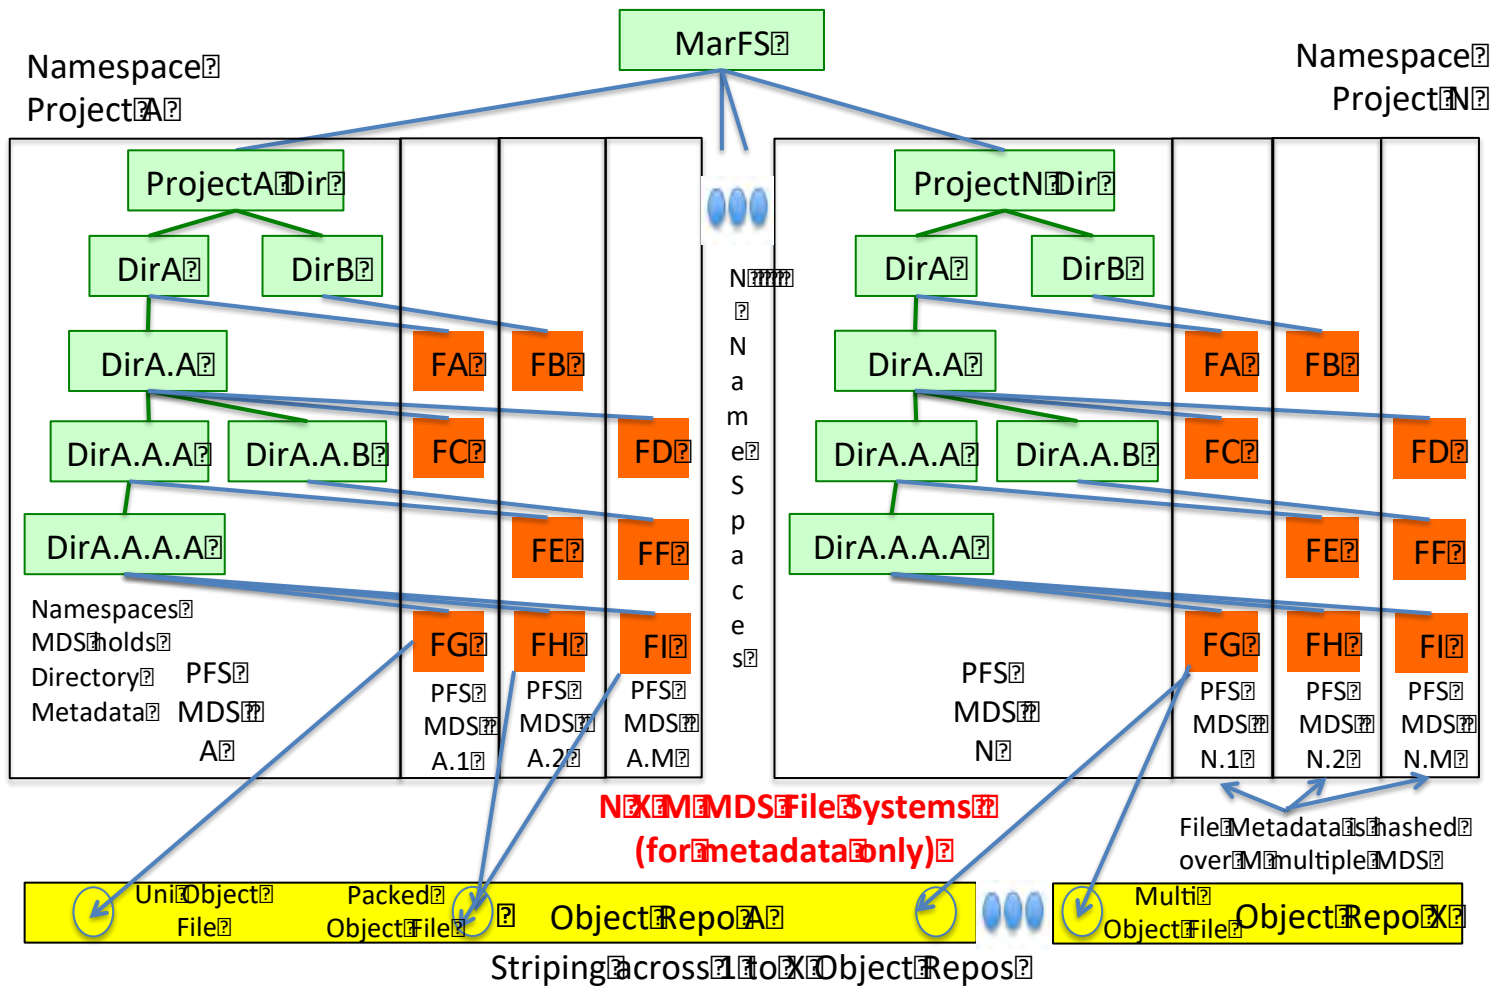 MarFS
Namespace
Project A
Namespace
Project N
ProjectA Dir
DirA
DirB
DirA.A
FA
FB
DirA.A.A
DirA.A.B
FC
FD
DirA.A.A.A
FE
FF
Namespaces
MDS holds
Directory
Metadata
PFS
MDS
A
FG
FH
FI
PFS
MDS
A.1
PFS
MDS
A.2
PFS
MDS
A.M
N
N
a
m
e
S
p
a
c
e
s
ProjectN Dir
DirA
DirB
DirA.A
FA
FB
DirA.A.A
DirA.A.B
FC
FD
DirA.A.A.A
FE
FF
PFS
MDS
N
FG
FH
FI
PFS
MDS
N.1
PFS
MDS
N.2
PFS
MDS
N.M
N X M MDS File Systems
(for metadata only)
File Metadata is hashed
over M multiple MDS
Uni Object
File
Packed
Object File
Object Repo A
Multi
Object File
Object Repo X
Striping across 1 to X Object Repos